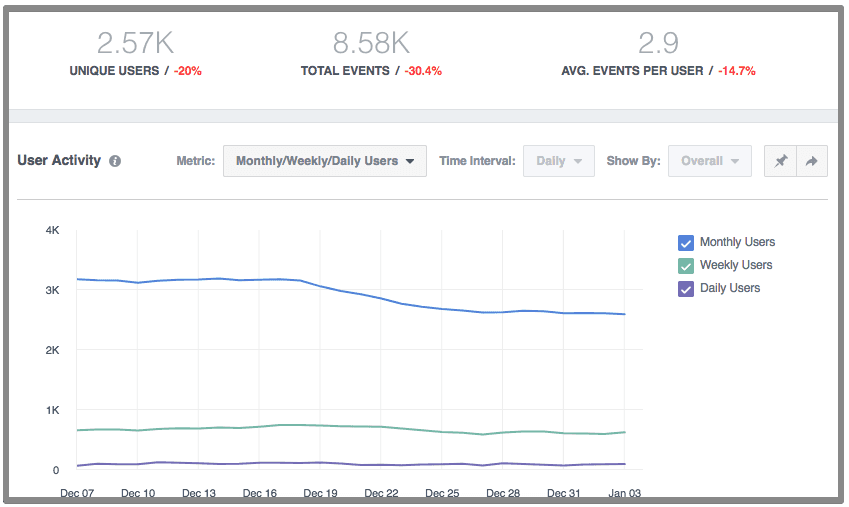 2.57K 8.58K 2.9
UNIQUE USERS / -20% TOTAL EVENTS / -30.4% AVG. EVENTS PER USER / -14.7%
User Activity i Metric: Monthly/Weekly/Daily Users Time Interval: Daily Show By: Overall
4K
3K
2K
1K
0
Dec 07 Dec 10 Dec 13 Dec 16 Dec 19 Dec 22 Dec 25 Dec 28 Dec 31 Jan 03
Monthly Users
Weekly Users
Daily Users